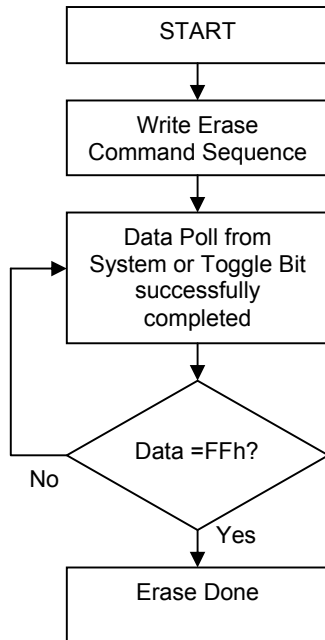 START
Write Erase
Command Sequence
Data Poll from
System or Toggle Bit
successfully
completed
Data =FFh?
No
Yes
Erase Done